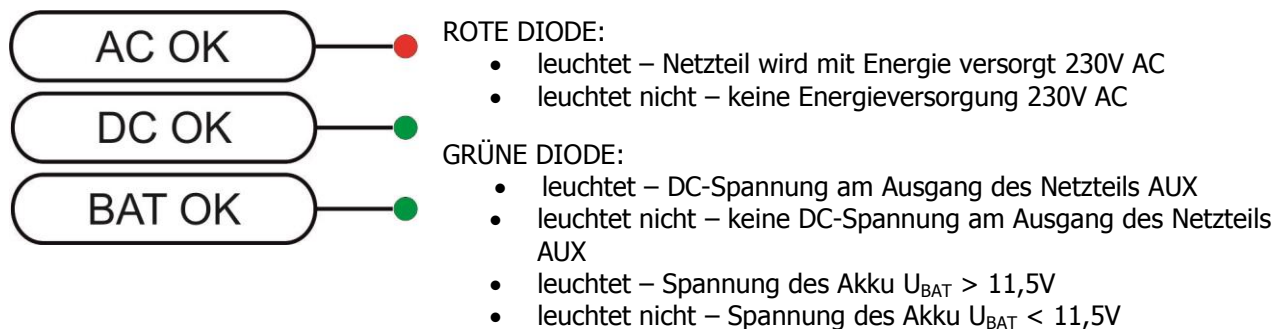 AC OK
DC OK
BAT OK
ROTE DIODE:
• leuchtet – Netzteil wird mit Energie versorgt 230V AC
• leuchtet nicht – keine Energieversorgung 230V AC
GRÜNE DIODE:
• leuchtet – DC-Spannung am Ausgang des Netzteils AUX
• leuchtet nicht – keine DC-Spannung am Ausgang des Netzteils
AUX
• leuchtet – Spannung des Akku U_BAT > 11,5V
• leuchtet nicht – Spannung des Akku U_BAT < 11,5V